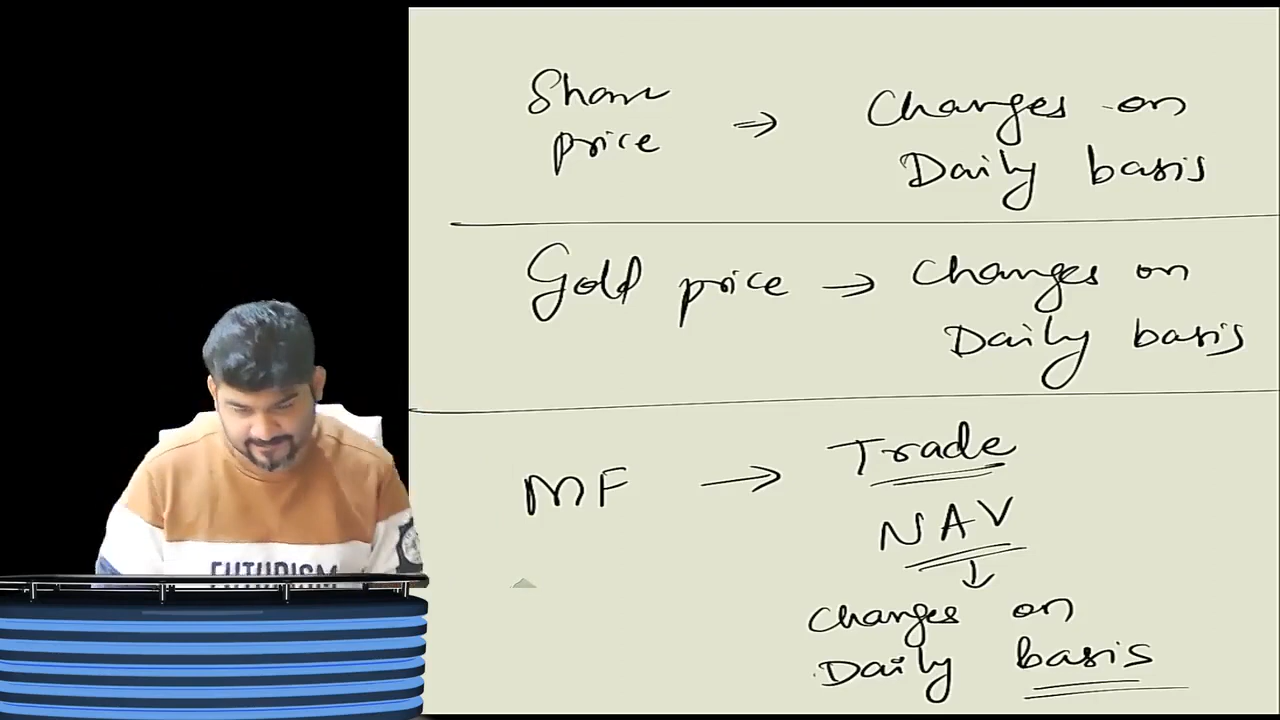 Share
price ⇒ Changes on
Daily basis
Gold price → Changes on
Daily basis
MF → Trade
NAV
↓
Changes on
Daily basis
FUTURISM